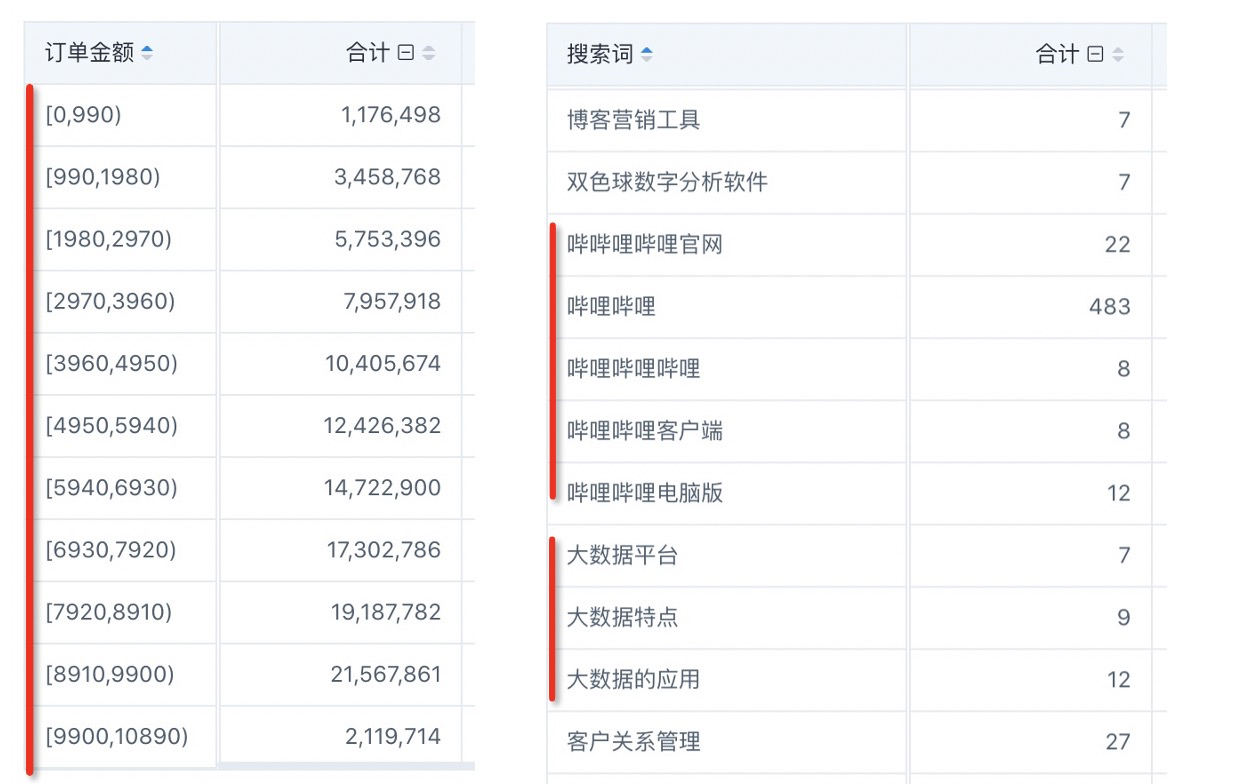 订单金额 合计
[0,990) 1,176,498
[990,1980) 3,458,768
[1980,2970) 5,753,396
[2970,3960) 7,957,918
[3960,4950) 10,405,674
[4950,5940) 12,426,382
[5940,6930) 14,722,900
[6930,7920) 17,302,786
[7920,8910) 19,187,782
[8910,9900) 21,567,861
[9900,10890) 2,119,714
搜索词 合计
博客营销工具 7
双色球数字分析软件 7
哔哔哩哔哩官网 22
哔哩哔哩 483
哔哩哔哩哔哩 8
哔哩哔哩客户端 8
哔哩哔哩电脑版 12
大数据平台 7
大数据特点 9
大数据的应用 12
客户关系管理 27